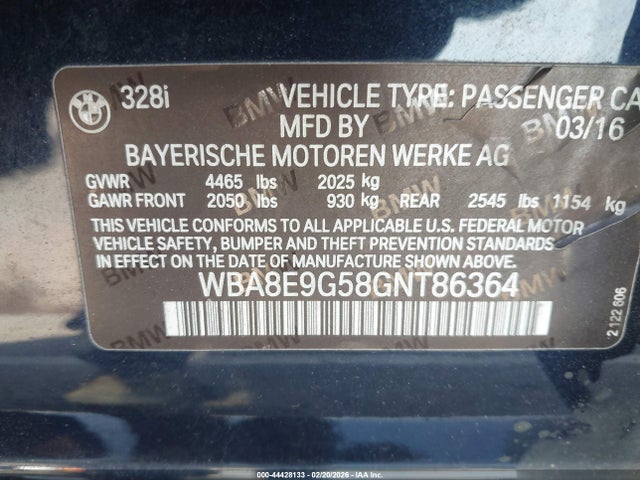 BMW
328i VEHICLE TYPE: PASSENGER CA
MFD BY 03/16
BAYERISCHE MOTOREN WERKE AG
GVWR 4465 lbs 2025 kg
GAWR FRONT 2050 lbs 930 kg REAR 2545 lbs 1154 kg
THIS VEHICLE CONFORMS TO ALL APPLICABLE U.S. FEDERAL MOTOR
VEHICLE SAFETY, BUMPER AND THEFT PREVENTION STANDARDS
IN EFFECT ON THE DATE OF MANUFACTURE SHOWN ABOVE.
WBA8E9G58GNT86364
2 122 606
000-44428133 - 02/20/2026 - IAA Inc.